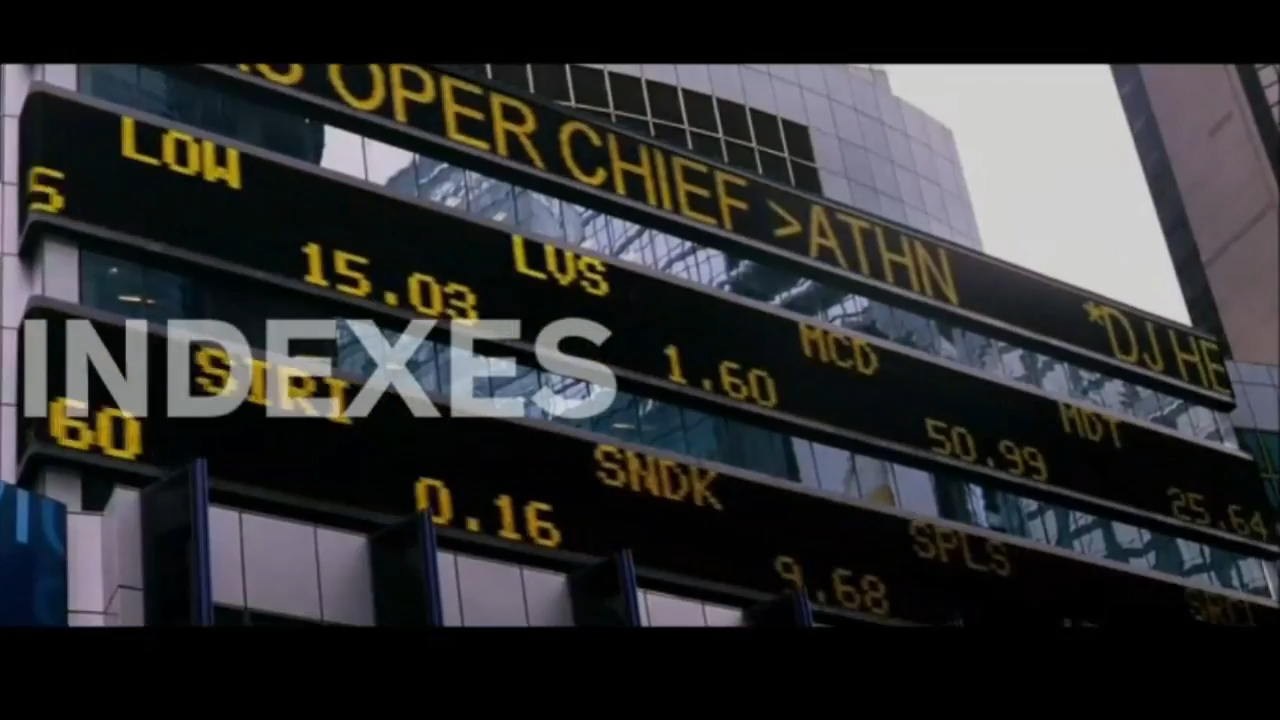 OPER CHIEF >ATHN *DJ HE
LOW LVS MCD MDT
5 15.03 1.60 50.99 25.64
INDEXES
SIRI SNDK SPLS
60 0.16 9.68